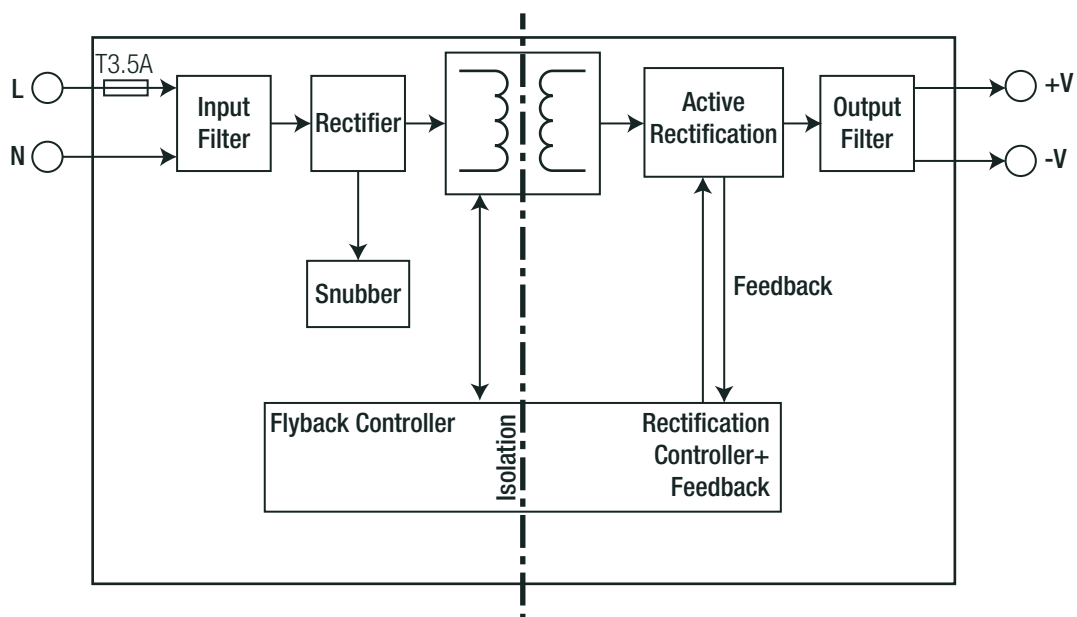 T3.5A
L
N
Input
Filter
Rectifier
Active
Rectification
Output
Filter
+V
-V
Snubber
Feedback
Flyback Controller
Isolation
Rectification
Controller+
Feedback